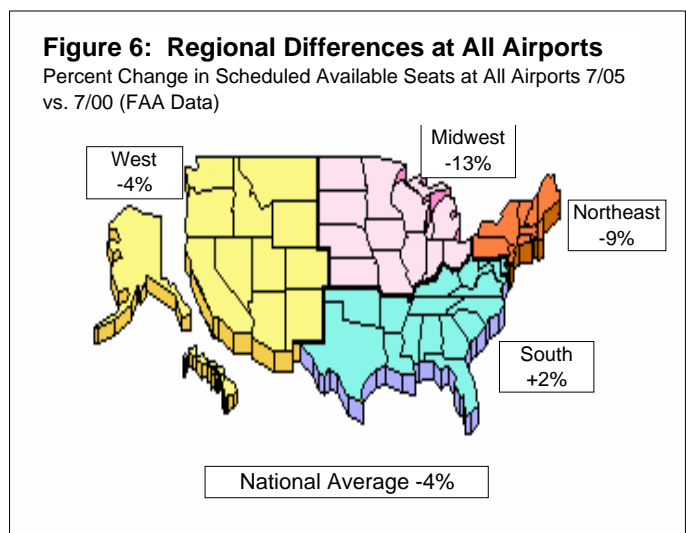 Figure 6:  Regional Differences at All Airports
Percent Change in Scheduled Available Seats at All Airports 7/05
vs. 7/00 (FAA Data)
Midwest
-13%
West
-4%
Northeast
-9%
South
+2%
National Average -4%